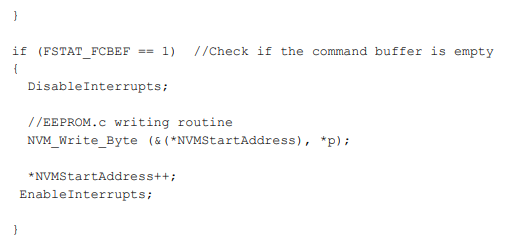 }
if (FSTAT_FCBEF == 1)  //Check if the command buffer is empty
{
DisableInterrupts;
//EEPROM.c writing routine
NVM_Write_Byte (&(*NVMStartAddress), *p);
*NVMStartAddress++;
EnableInterrupts;
}